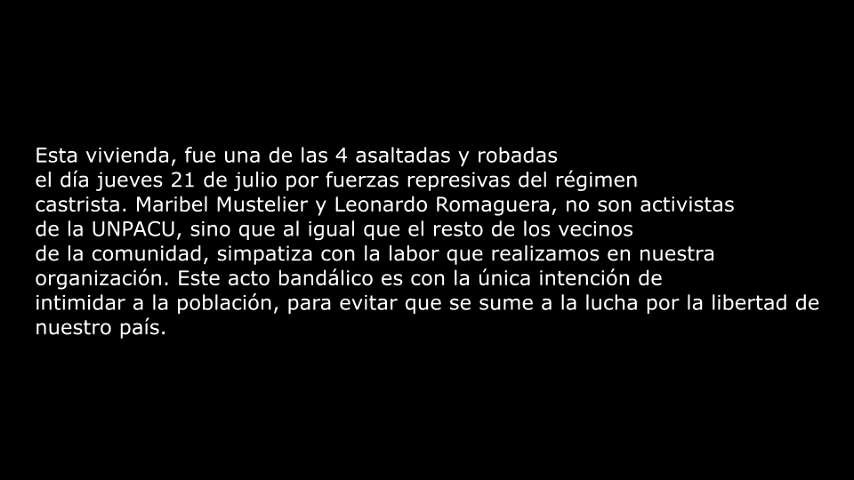 Esta vivienda, fue una de las 4 asaltadas y robadas
el día jueves 21 de julio por fuerzas represivas del régimen
castrista. Maribel Mustelier y Leonardo Romaguera, no son activistas
de la UNPACU, sino que al igual que el resto de los vecinos
de la comunidad, simpatiza con la labor que realizamos en nuestra
organización. Este acto bandálico es con la única intención de
intimidar a la población, para evitar que se sume a la lucha por la libertad de
nuestro país.